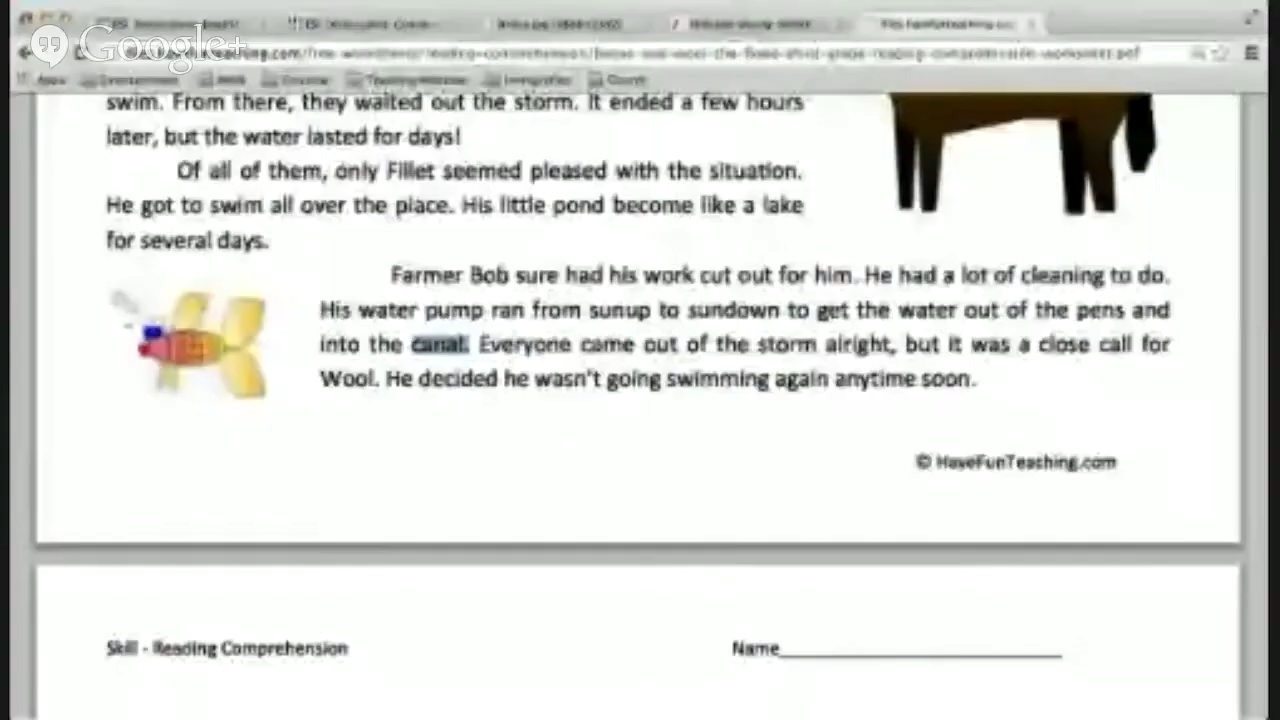 Google+
swim. From there, they waited out the storm. It ended a few hours
later, but the water lasted for days!
Of all of them, only Fillet seemed pleased with the situation.
He got to swim all over the place. His little pond become like a lake
for several days.
Farmer Bob sure had his work cut out for him. He had a lot of cleaning to do.
His water pump ran from sunup to sundown to get the water out of the pens and
into the canal. Everyone came out of the storm alright, but it was a close call for
Wool. He decided he wasn't going swimming again anytime soon.
© HaveFunTeaching.com
Skill - Reading Comprehension
Name